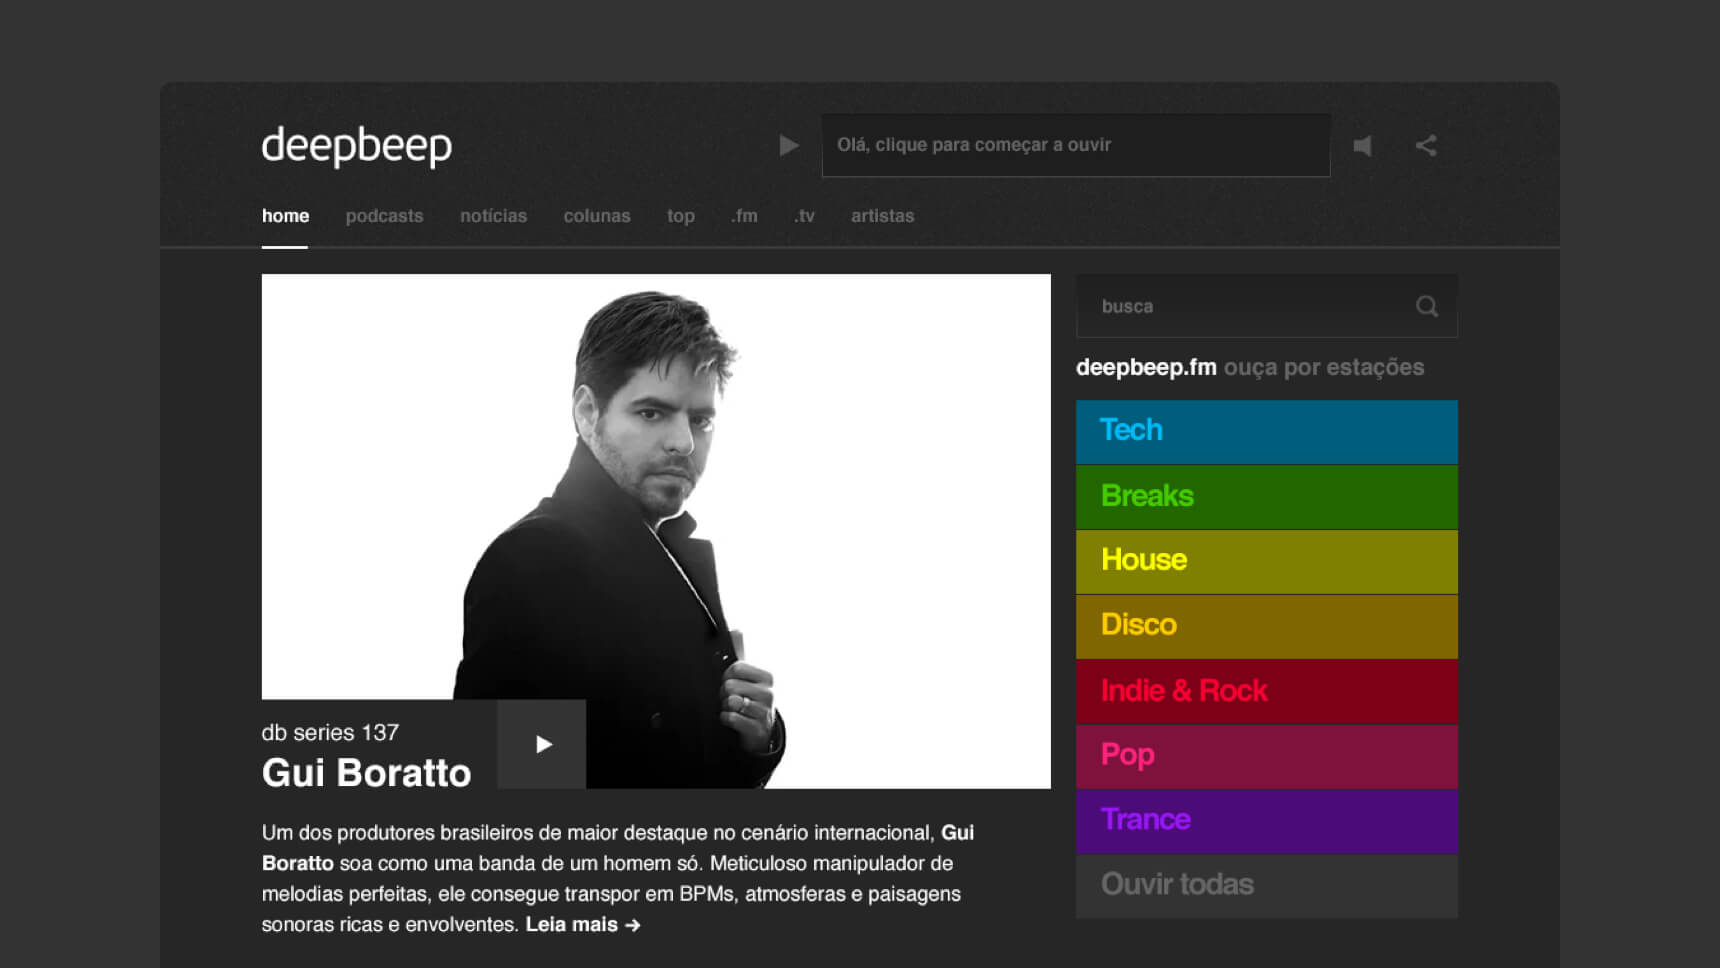 deepbeep
Olá, clique para começar a ouvir
home podcasts notícias colunas top .fm .tv artistas
busca
deepbeep.fm ouça por estações
Tech
Breaks
House
Disco
Indie & Rock
Pop
Trance
Ouvir todas
db series 137
Gui Boratto
Um dos produtores brasileiros de maior destaque no cenário internacional, Gui
Boratto soa como uma banda de um homem só. Meticuloso manipulador de
melodias perfeitas, ele consegue transpor em BPMs, atmosferas e paisagens
sonoras ricas e envolventes. Leia mais →